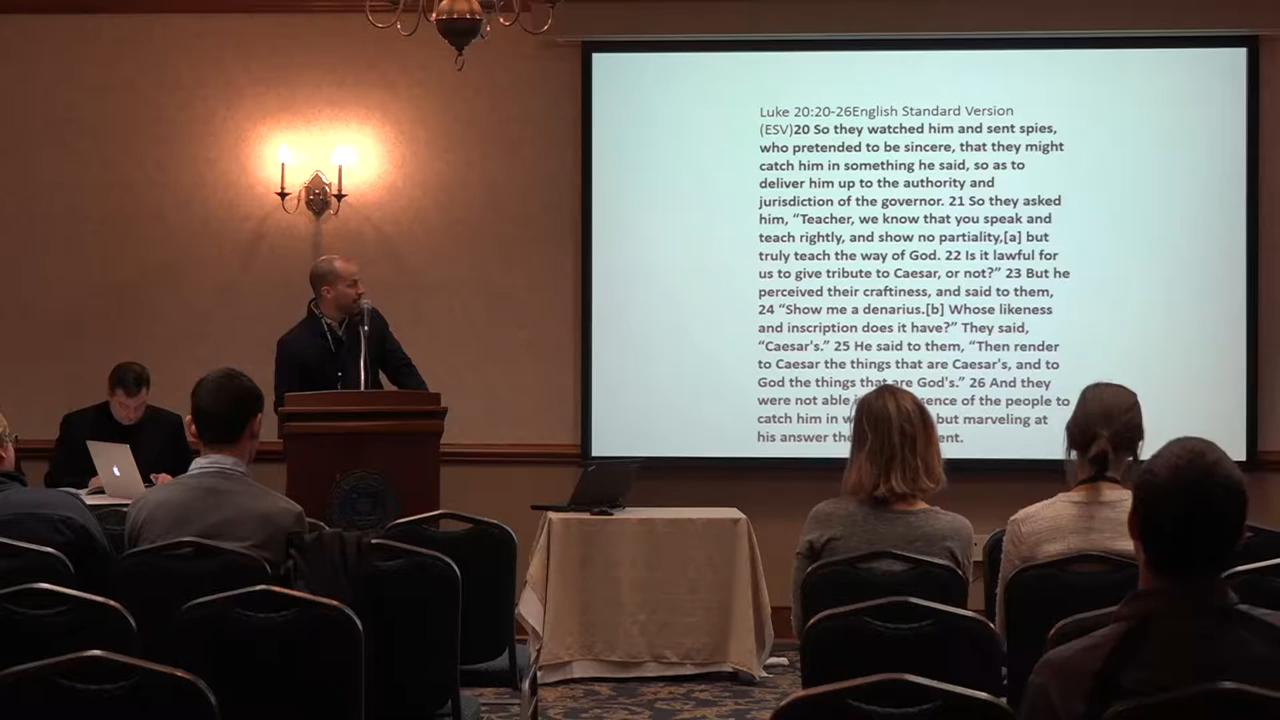 Luke 20:20-26English Standard Version
(ESV)20 So they watched him and sent spies,
who pretended to be sincere, that they might
catch him in something he said, so as to
deliver him up to the authority and
jurisdiction of the governor. 21 So they asked
him, “Teacher, we know that you speak and
teach rightly, and show no partiality,[a] but
truly teach the way of God. 22 Is it lawful for
us to give tribute to Caesar, or not?” 23 But he
perceived their craftiness, and said to them,
24 “Show me a denarius.[b] Whose likeness
and inscription does it have?” They said,
“Caesar's.” 25 He said to them, “Then render
to Caesar the things that are Caesar's, and to
God the things that are God's.” 26 And they
were not able of the people to
catch him in but marveling at
his answer